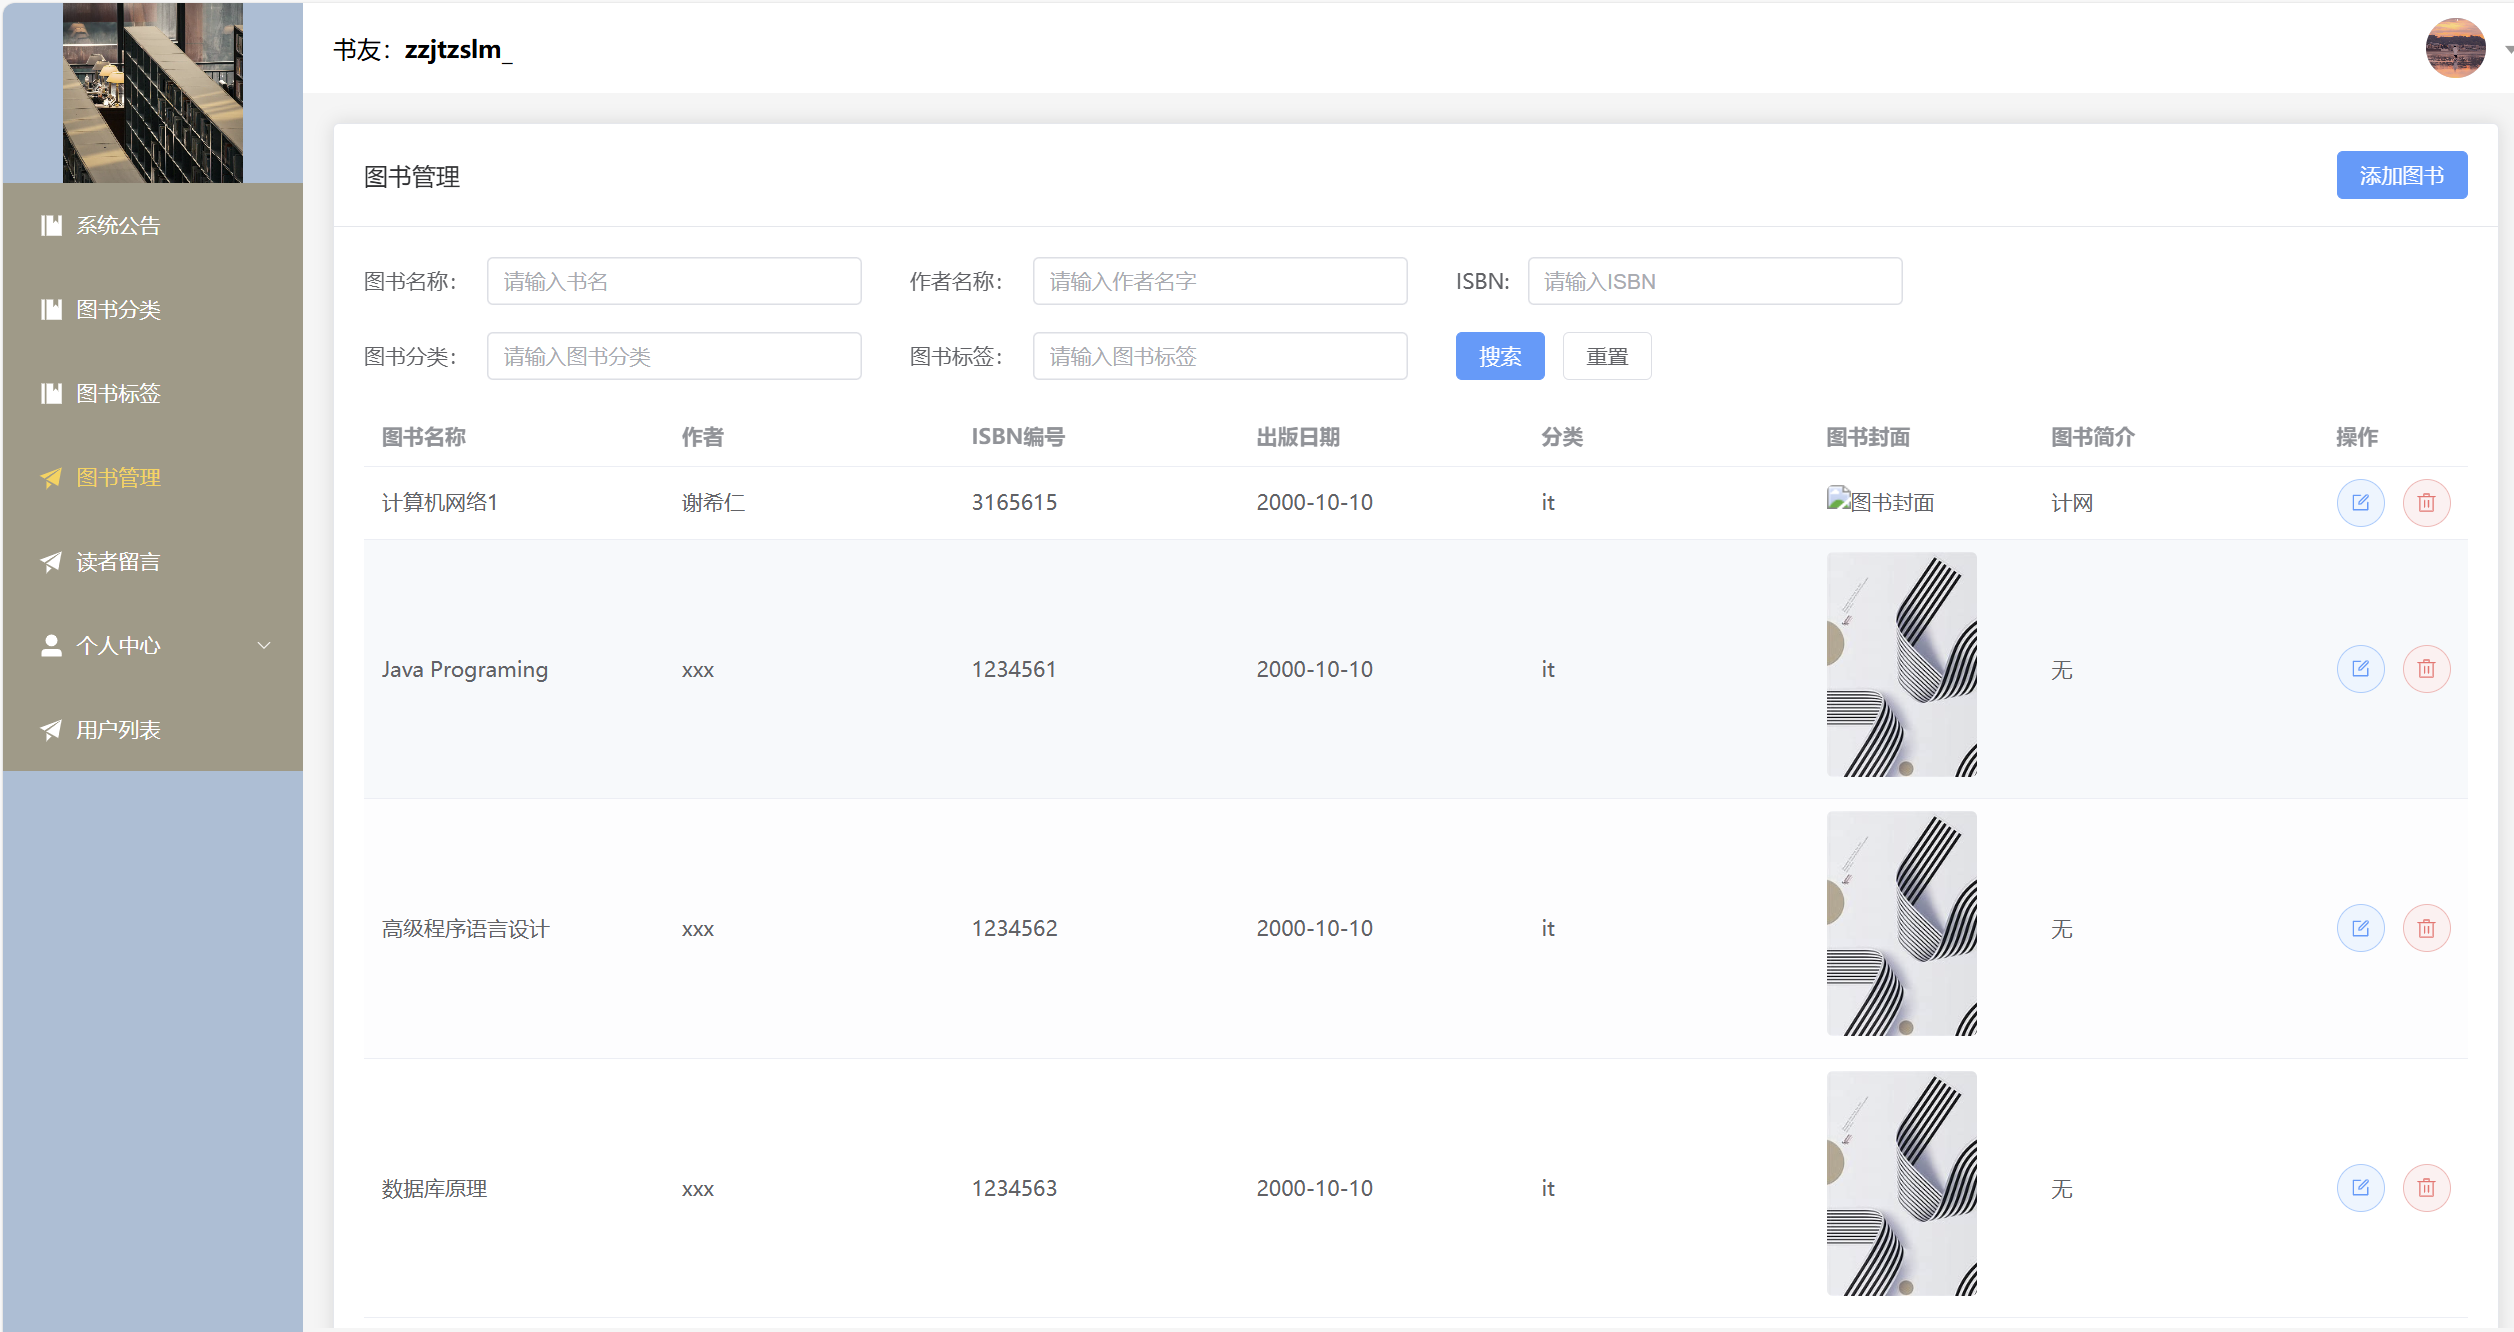 书友：zzjtzslm_
系统公告
图书分类
图书标签
图书管理
读者留言
个人中心
用户列表
图书管理
添加图书
图书名称： 请输入书名 作者名称： 请输入作者名字 ISBN: 请输入ISBN
图书分类： 请输入图书分类 图书标签： 请输入图书标签 搜索 重置
图书名称 作者 ISBN编号 出版日期 分类 图书封面 图书简介 操作
计算机网络1 谢希仁 3165615 2000-10-10 it 图书封面 计网
Java Programing xxx 1234561 2000-10-10 it 无
高级程序语言设计 xxx 1234562 2000-10-10 it 无
数据库原理 xxx 1234563 2000-10-10 it 无